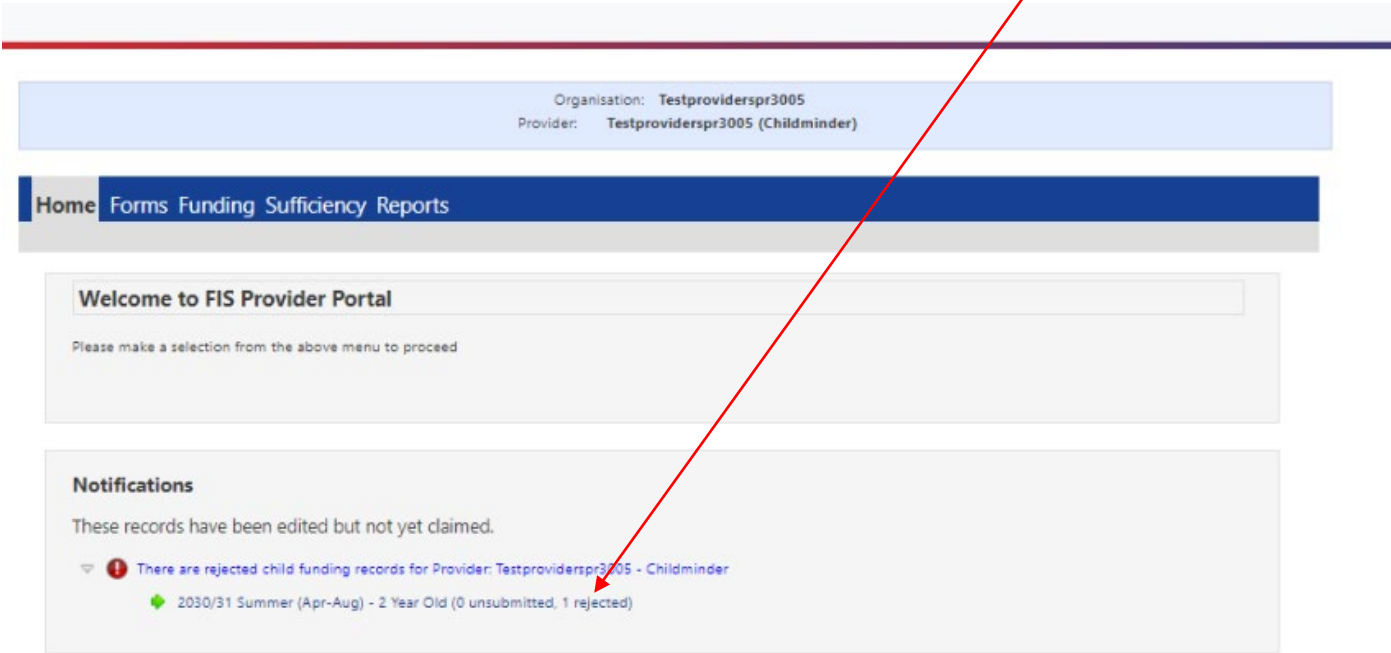 Organisation: Testproviderspr3005
Provider: Testproviderspr3005 (Childminder)
Home Forms Funding Sufficiency Reports
Welcome to FIS Provider Portal
Please make a selection from the above menu to proceed
Notifications
These records have been edited but not yet claimed.
There are rejected child funding records for Provider: Testproviderspr3005 - Childminder
2030/31 Summer (Apr-Aug) - 2 Year Old (0 unsubmitted, 1 rejected)